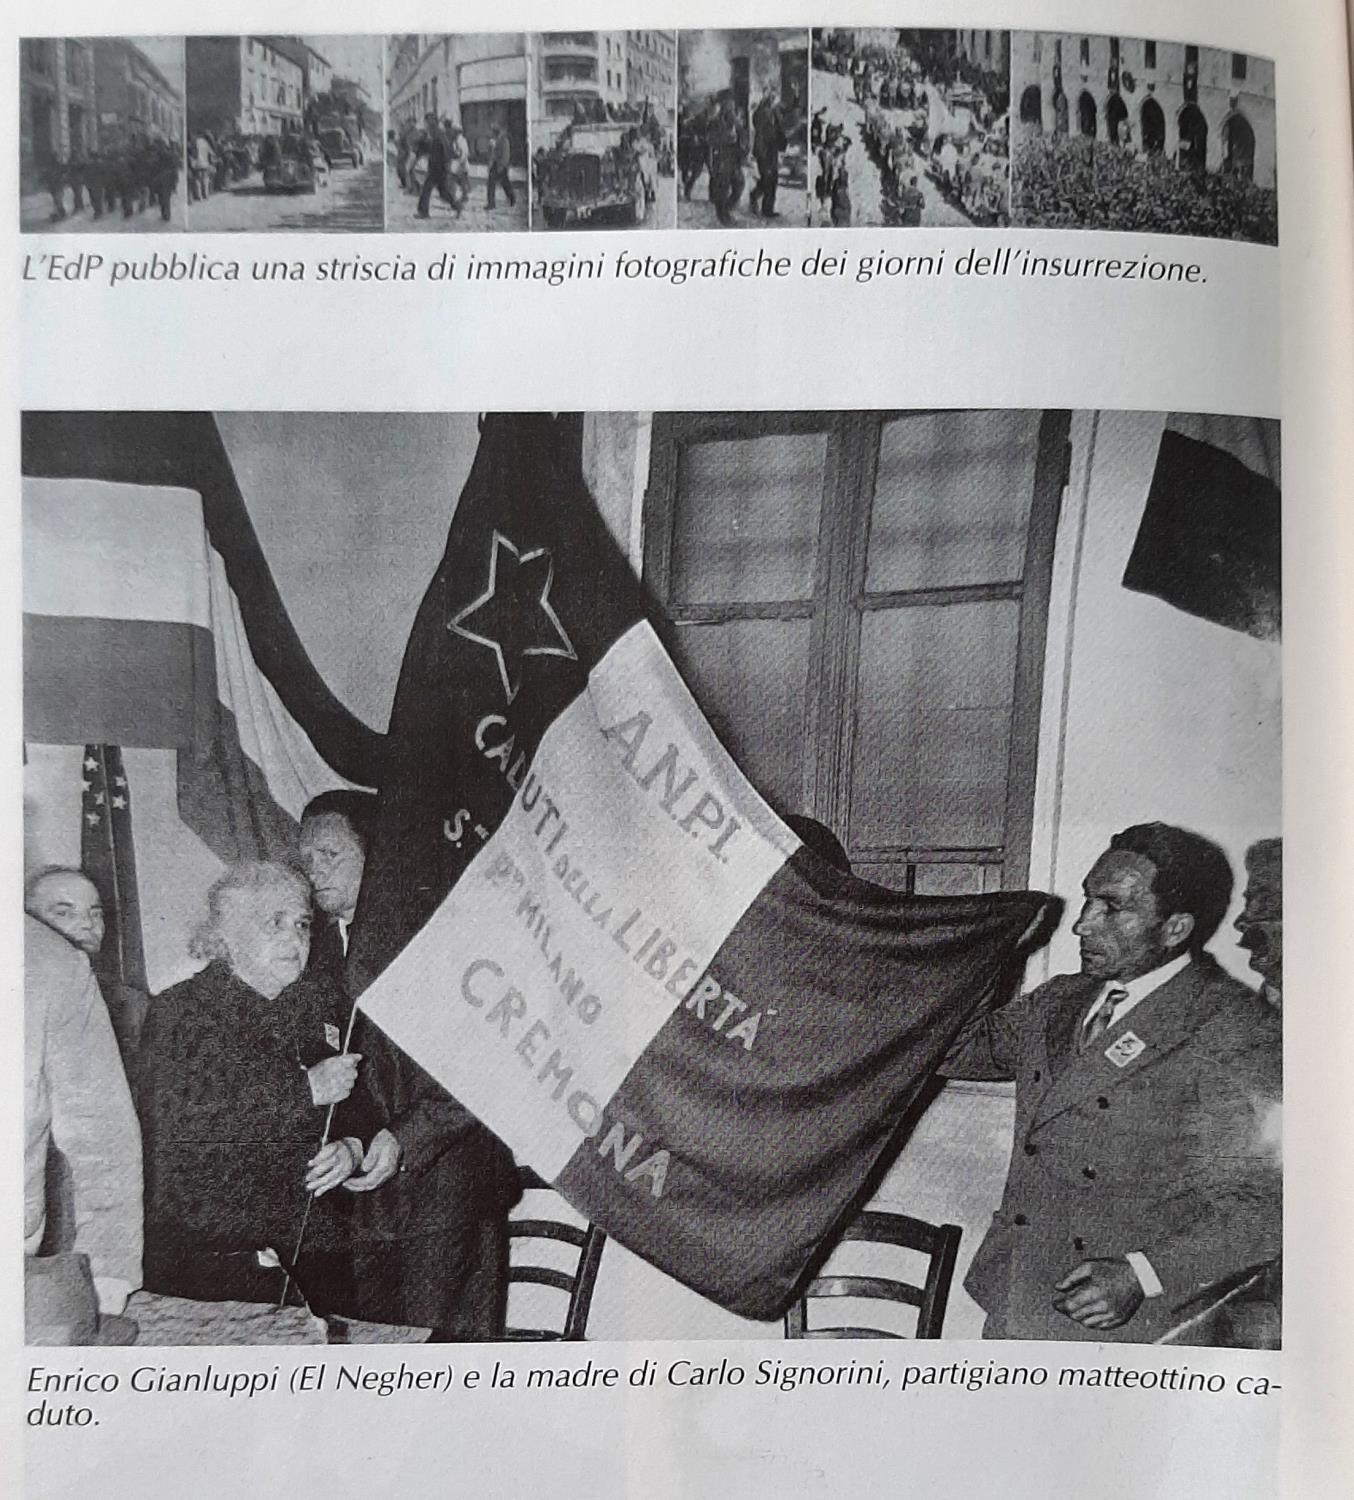 L'EdP pubblica una striscia di immagini fotografiche dei giorni dell'insurrezione.
A.N.P.I.
CADUTI DELLA LIBERTÁ
MILANO
CREMONA
Enrico Gianluppi (El Negher) e la madre di Carlo Signorini, partigiano matteottino ca-
duto.